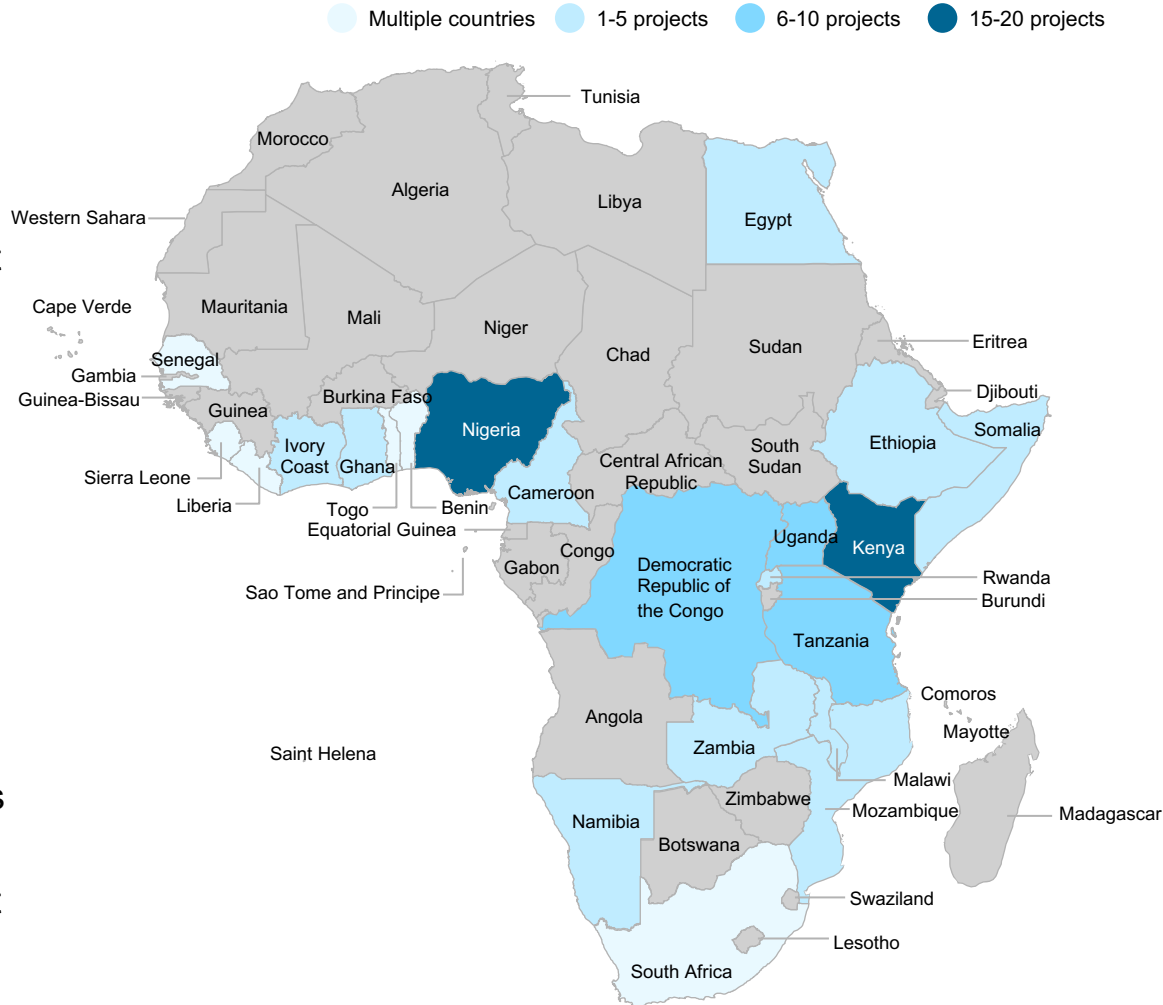 Multiple countries
1-5 projects
6-10 projects
15-20 projects
Tunisia
Morocco
Algeria
Libya
Egypt
Western Sahara
Cape Verde
Mauritania
Mali
Niger
Chad
Sudan
Eritrea
Senegal
Gambia
Guinea-Bissau
Guinea
Burkina Faso
Djibouti
Nigeria
Ivory
Coast
Ghana
Ethiopia
Somalia
South
Sudan
Central African
Republic
Sierra Leone
Liberia
Togo
Benin
Cameroon
Equatorial Guinea
Congo
Gabon
Uganda
Kenya
Democratic
Republic of
the Congo
Rwanda
Burundi
Sao Tome and Principe
Tanzania
Comoros
Mayotte
Angola
Zambia
Saint Helena
Malawi
Mozambique
Madagascar
Zimbabwe
Namibia
Botswana
Swaziland
Lesotho
South Africa